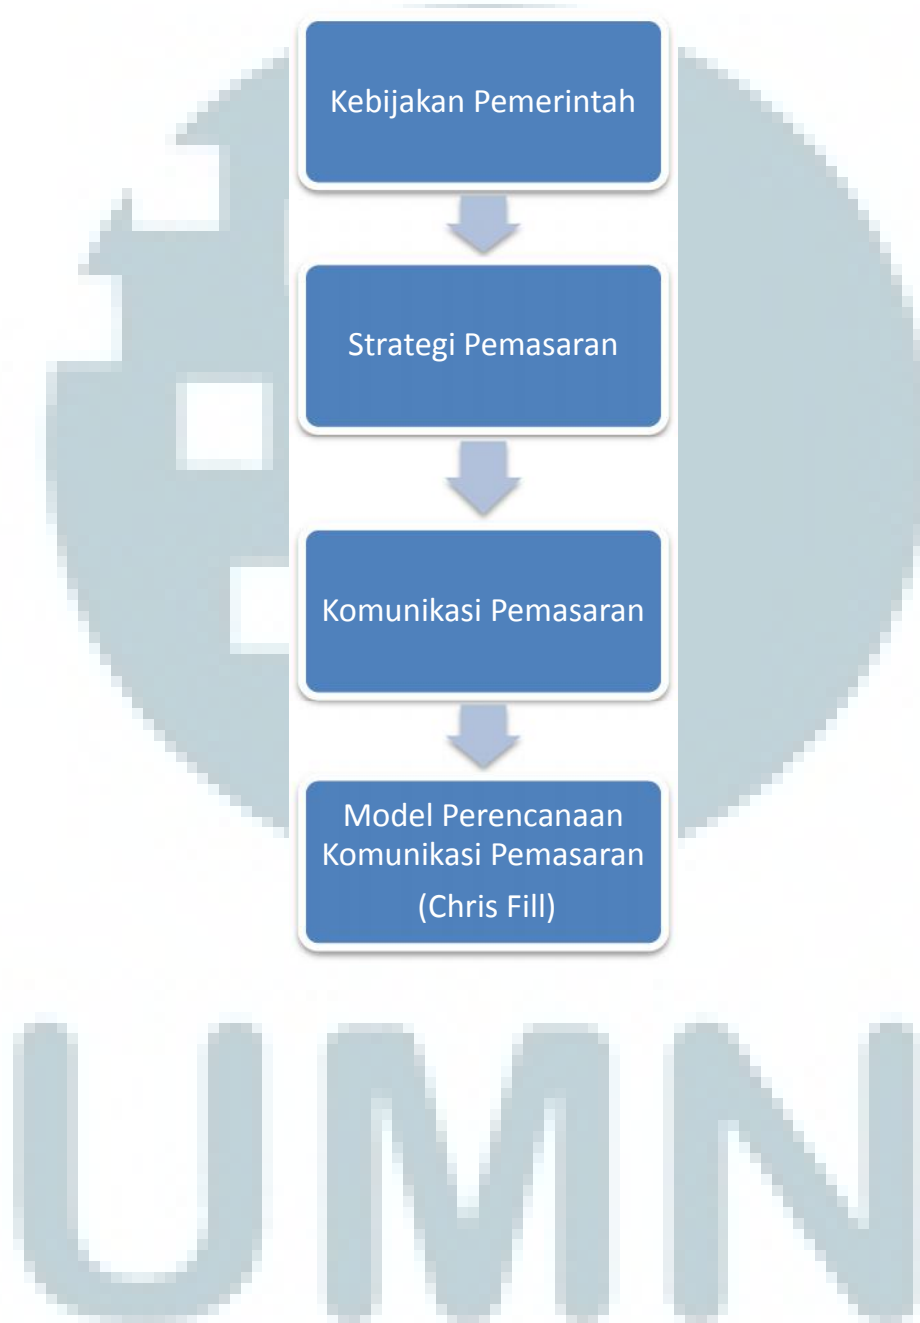 Kebijakan Pemerintah
Strategi Pemasaran
Komunikasi Pemasaran
Model Perencanaan
Komunikasi Pemasaran
(Chris Fill)
UMN